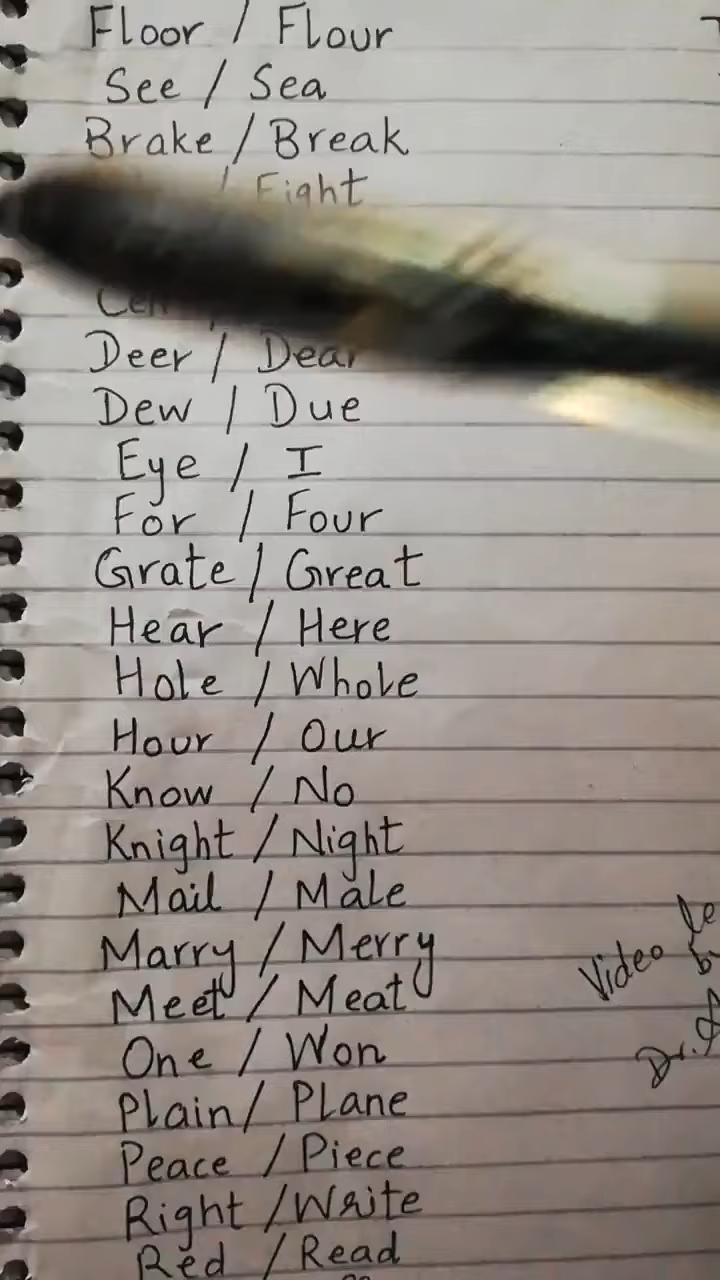 Floor / Flour
See / Sea
Brake / Break
/ Eight
Deer / Dear
Dew / Due
Eye / I
For / Four
Grate / Great
Hear / Here
Hole / Whole
Hour / Our
Know / No
Knight / Night
Mail / Male
Marry / Merry
Meet / Meat
One / Won
Plain / Plane
Peace / Piece
Right / Write
Red / Read
Video
Dr.